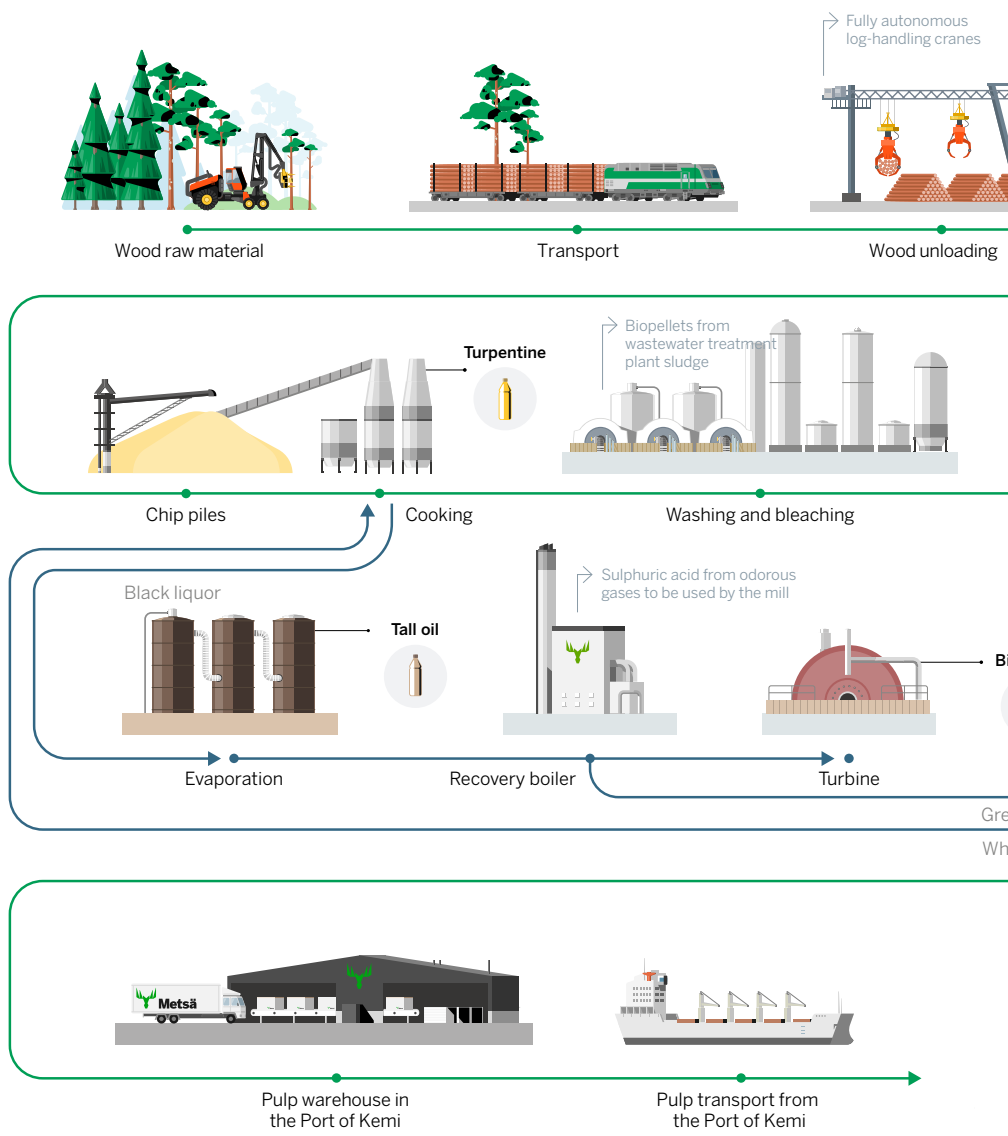 Fully autonomous
log-handling cranes
Wood raw material
Transport
Wood unloading
Biopellets from
wastewater treatment
plant sludge
Turpentine
Chip piles
Cooking
Washing and bleaching
Black liquor
Sulphuric acid from odorous
gases to be used by the mill
Tall oil
Bi
Evaporation
Recovery boiler
Turbine
Gre
Wh
Metsä
Pulp warehouse in
the Port of Kemi
Pulp transport from
the Port of Kemi